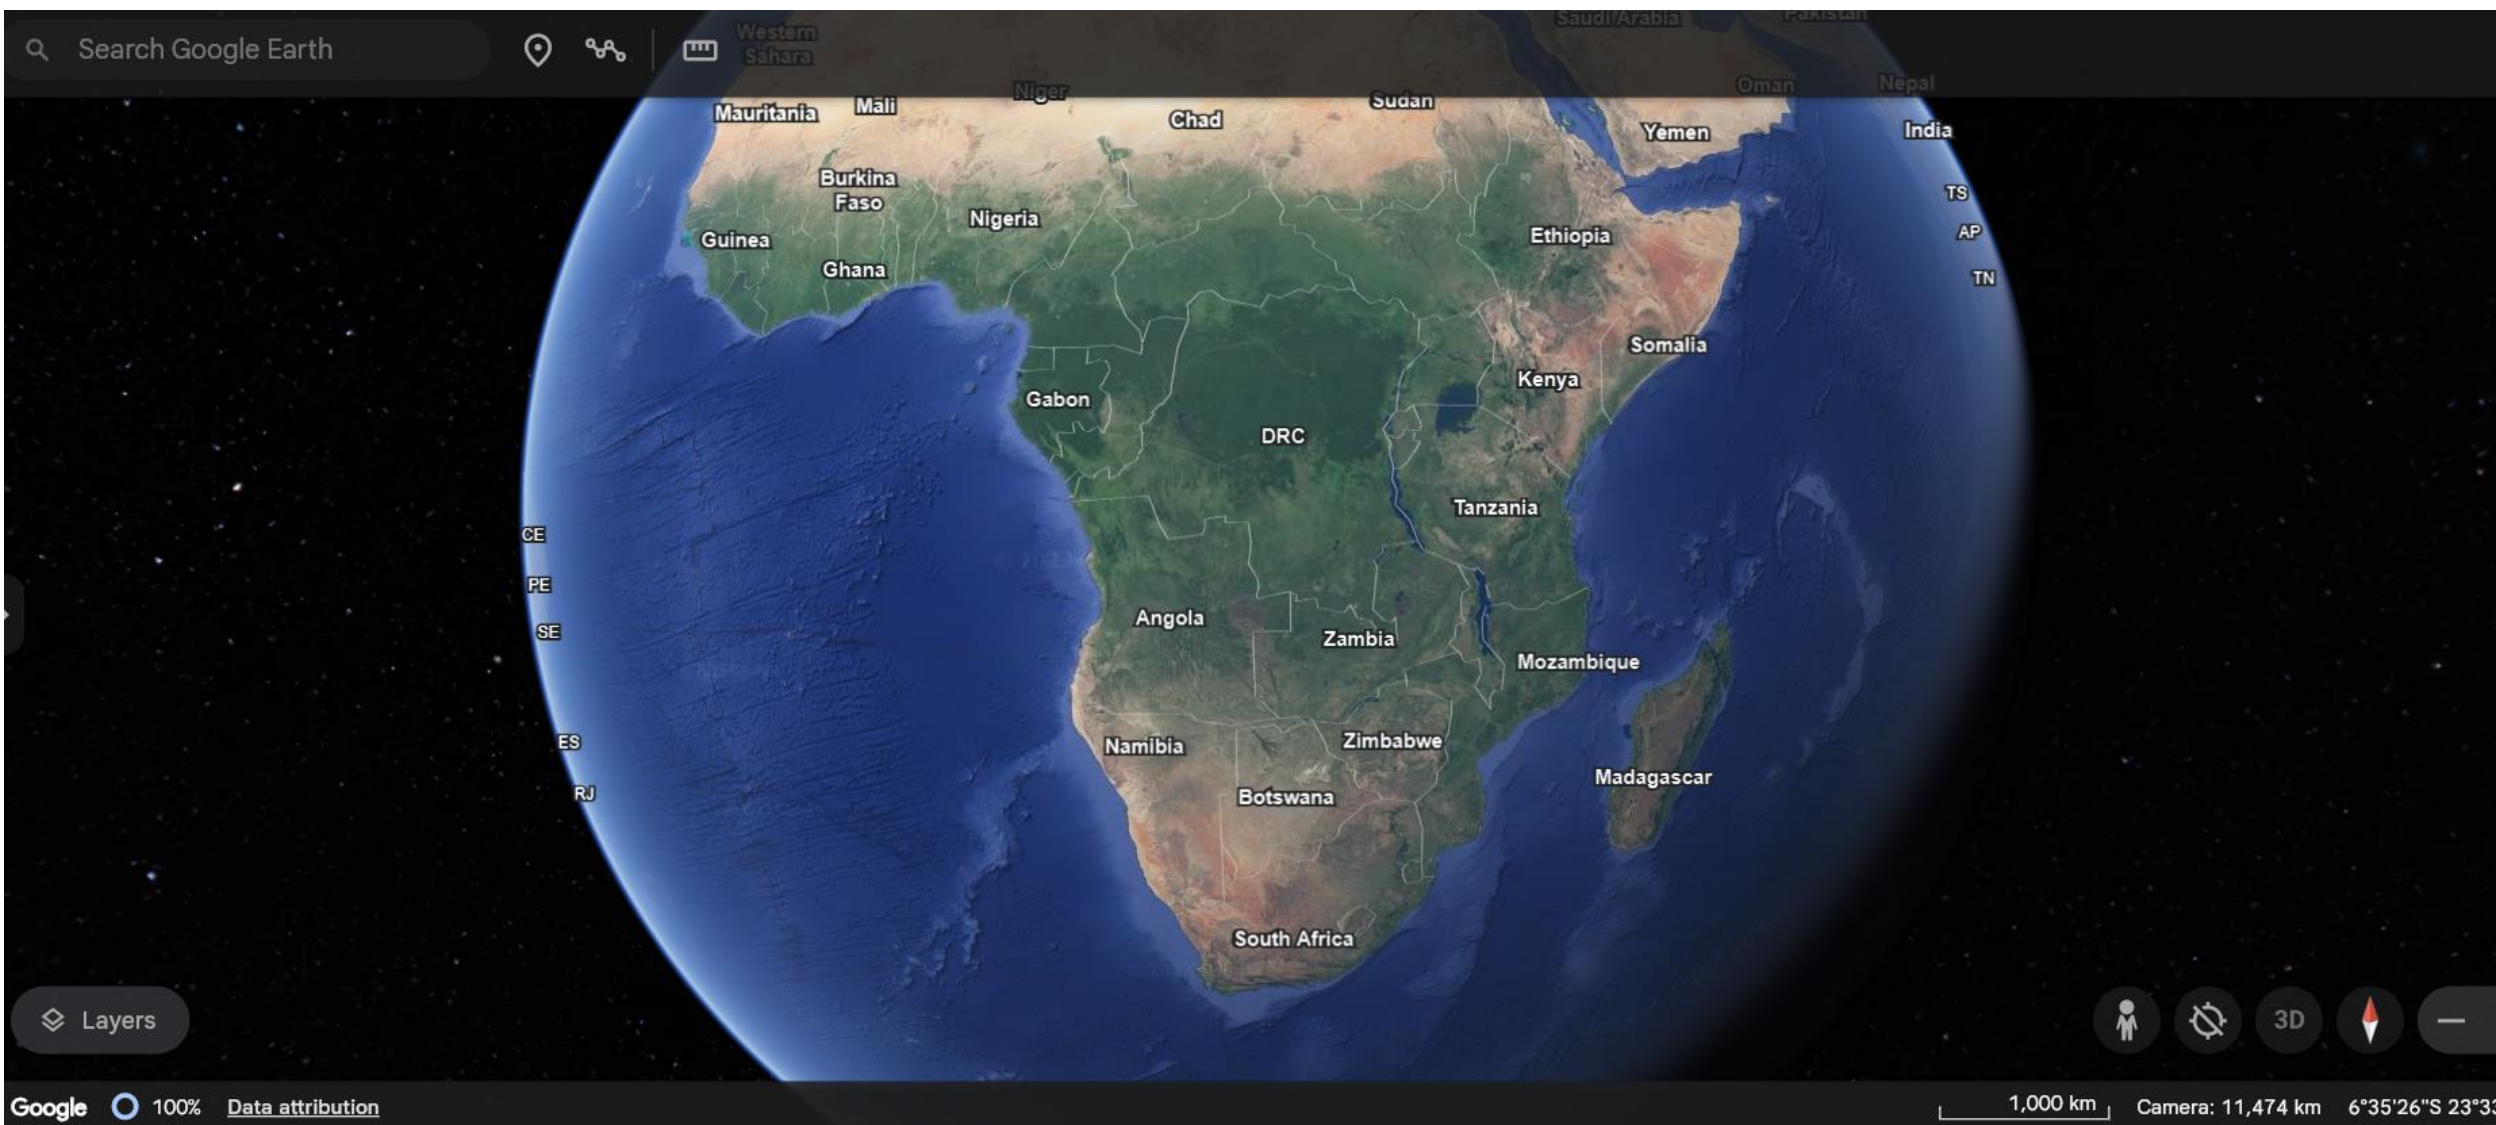 Search Google Earth
Western
Sahara
Saudi Arabia
Pakistan
Niger
Oman
Nepal
Mauritania
Mali
Chad
Sudan
Yemen
India
Burkina
Faso
Nigeria
TS
Guinea
Ethiopia
AP
Ghana
TN
Somalia
Kenya
Gabon
DRC
Tanzania
CE
PE
Angola
SE
Zambia
Mozambique
ES
Namibia
Zimbabwe
Madagascar
RJ
Botswana
South Africa
Layers
3D
Google
100%
Data attribution
1,000 km
Camera: 11,474 km
6°35'26"S 23°33